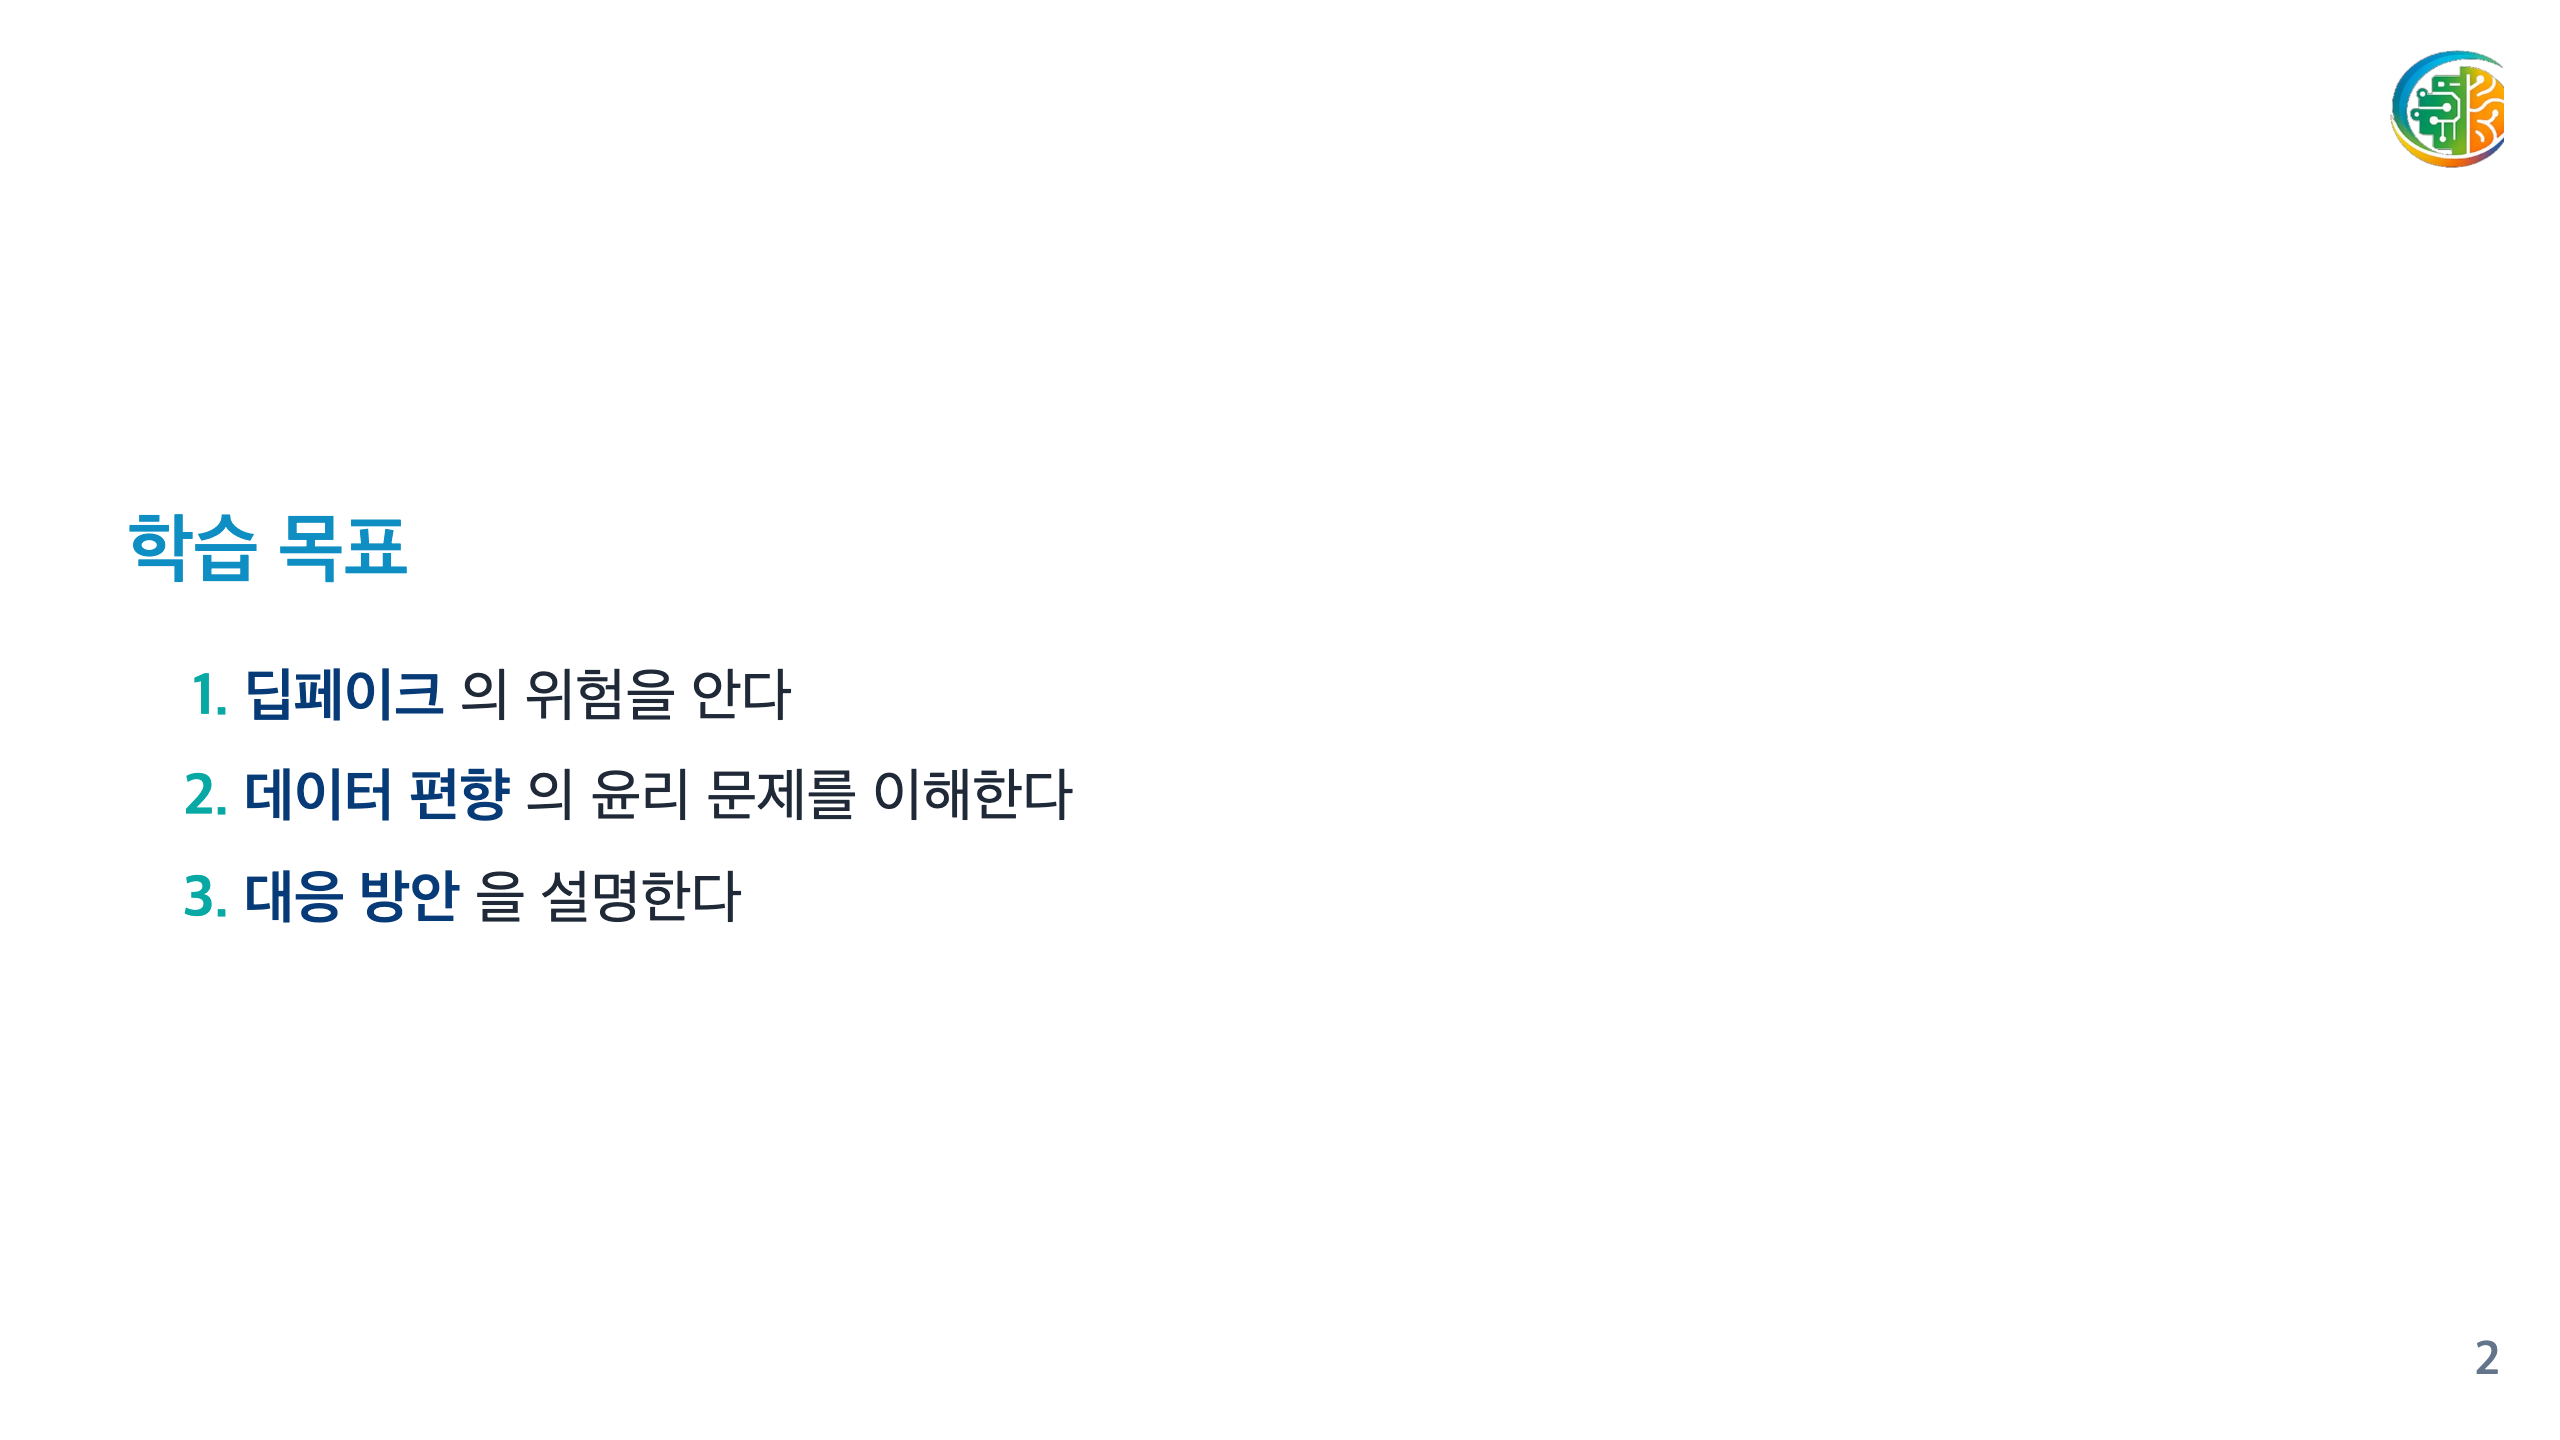 학습 목표
1. 딥페이크 의 위험을 안다
2. 데이터 편향 의 윤리 문제를 이해한다
3. 대응 방안 을 설명한다
2